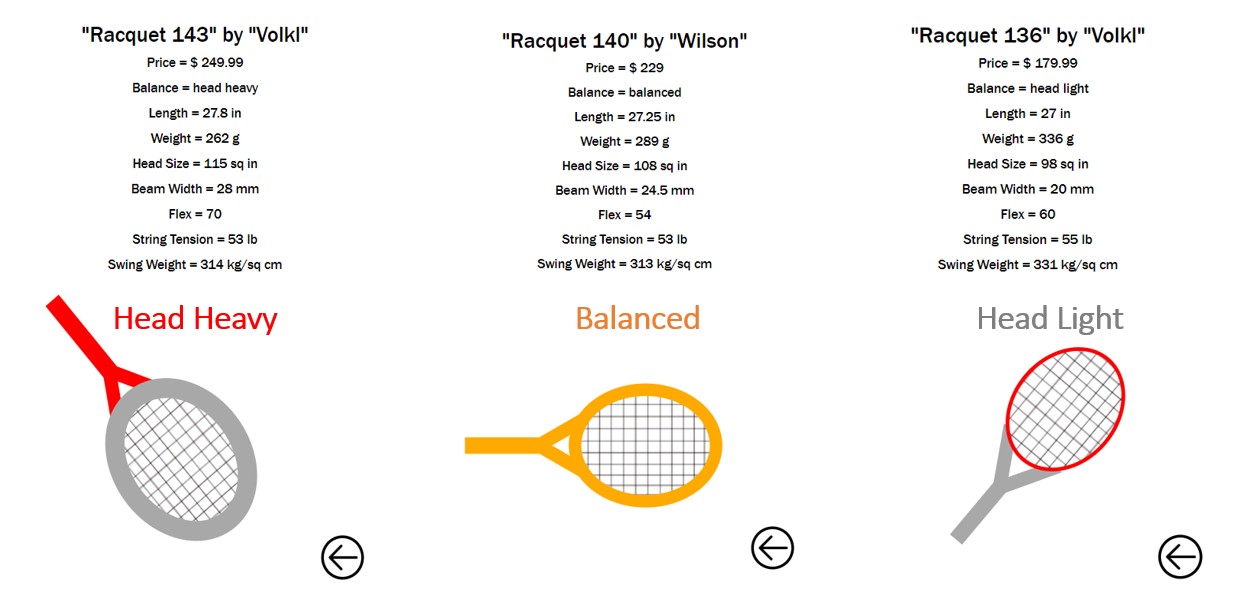 "Racquet 143" by "Volkl"
Price = $ 249.99
Balance = head heavy
Length = 27.8 in
Weight = 262 g
Head Size = 115 sq in
Beam Width = 28 mm
Flex = 70
String Tension = 53 lb
Swing Weight = 314 kg/sq cm
Head Heavy
"Racquet 140" by "Wilson"
Price = $ 229
Balance = balanced
Length = 27.25 in
Weight = 289 g
Head Size = 108 sq in
Beam Width = 24.5 mm
Flex = 54
String Tension = 53 lb
Swing Weight = 313 kg/sq cm
Balanced
"Racquet 136" by "Volkl"
Price = $ 179.99
Balance = head light
Length = 27 in
Weight = 336 g
Head Size = 98 sq in
Beam Width = 20 mm
Flex = 60
String Tension = 55 lb
Swing Weight = 331 kg/sq cm
Head Light